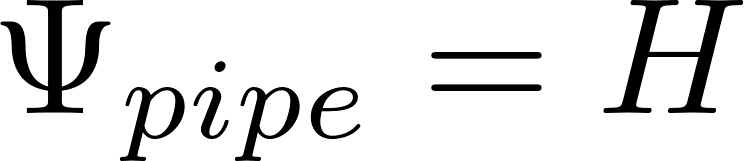 Ψ_{pipe} = H